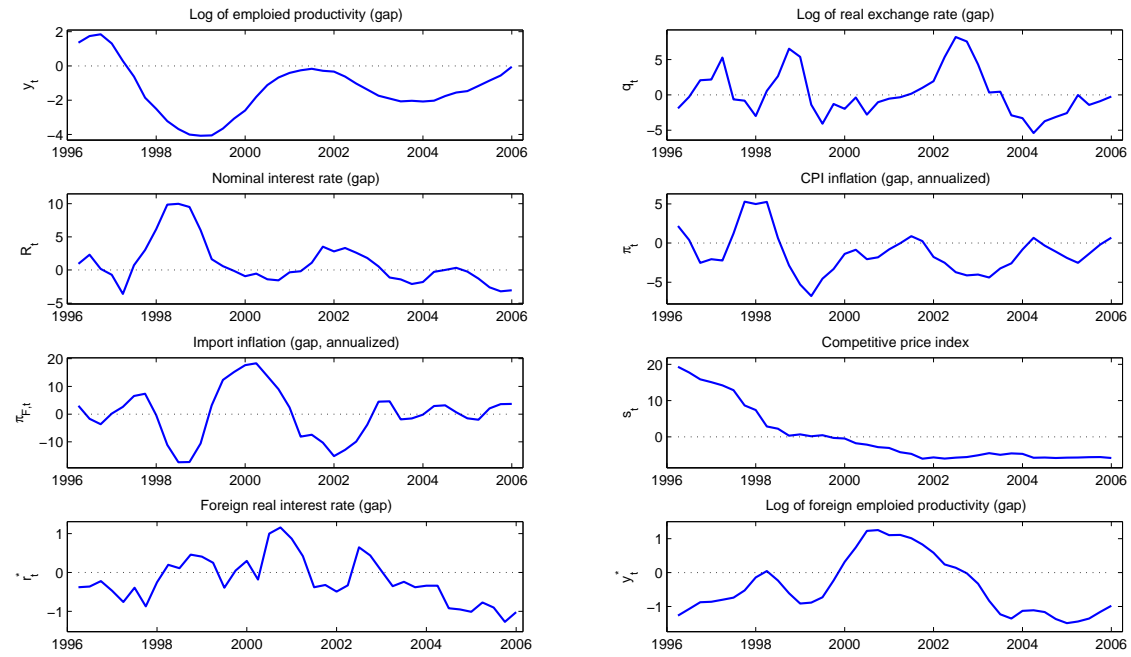 Log of emploied productivity (gap)
2
0
−2
−4
y_t
1996 1998 2000 2002 2004 2006
Log of real exchange rate (gap)
5
0
−5
q_t
1996 1998 2000 2002 2004 2006
Nominal interest rate (gap)
10
5
0
−5
R_t
1996 1998 2000 2002 2004 2006
CPI inflation (gap, annualized)
5
0
−5
π_t
1996 1998 2000 2002 2004 2006
Import inflation (gap, annualized)
20
10
0
−10
π_F,t
1996 1998 2000 2002 2004 2006
Competitive price index
20
10
0
s_t
1996 1998 2000 2002 2004 2006
Foreign real interest rate (gap)
1
0
−1
r_t^*
1996 1998 2000 2002 2004 2006
Log of foreign emploied productivity (gap)
1
0
−1
y_t^*
1996 1998 2000 2002 2004 2006